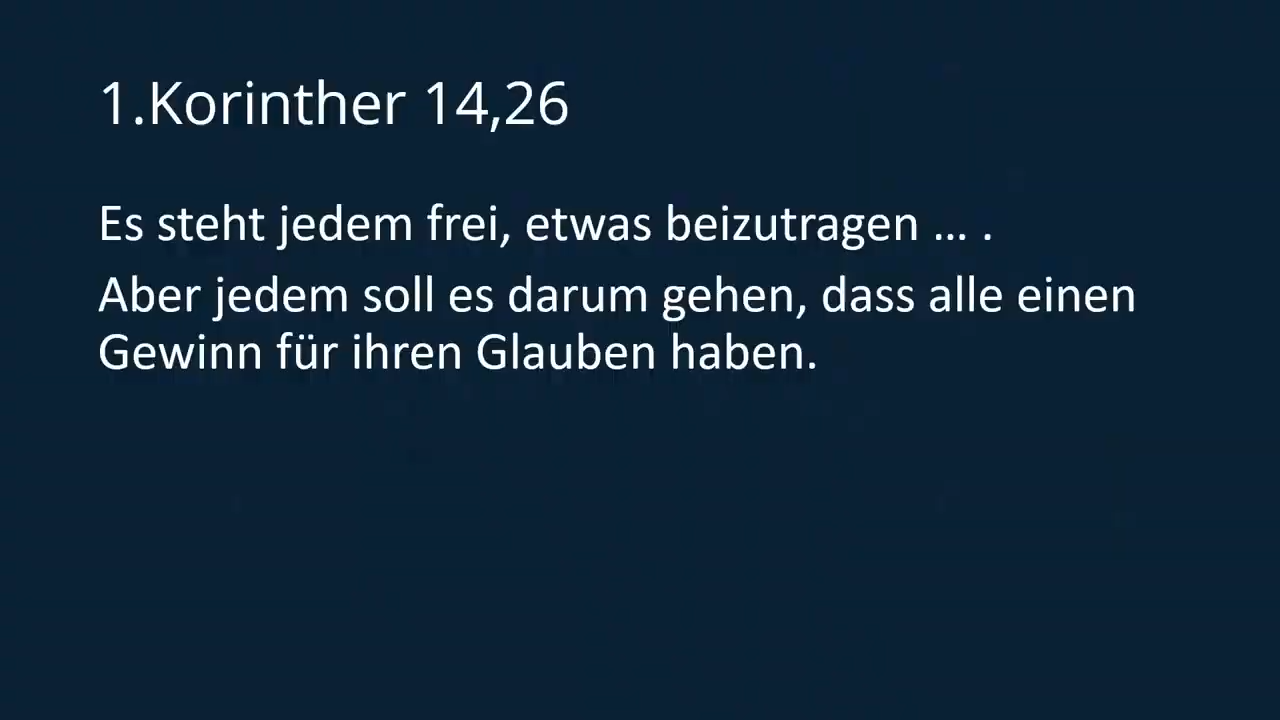 1.Korinther 14,26
Es steht jedem frei, etwas beizutragen ... .
Aber jedem soll es darum gehen, dass alle einen
Gewinn für ihren Glauben haben.